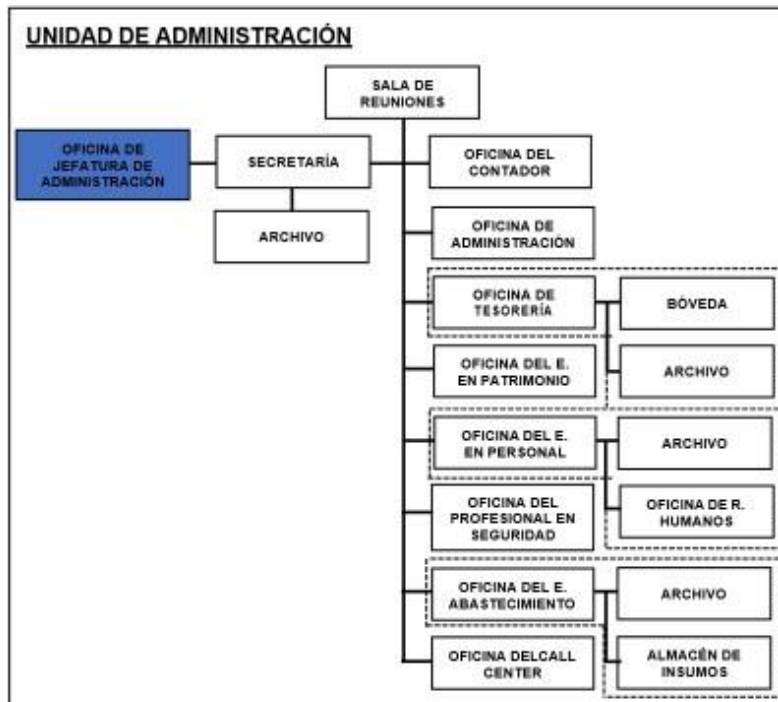 UNIDAD DE ADMINISTRACIÓN
SALA DE
REUNIONES
OFICINA DE
JEFATURA DE
ADMINISTRACIÓN
SECRETARÍA
OFICINA DEL
CONTADOR
ARCHIVO
OFICINA DE
ADMINISTRACIÓN
OFICINA DE
TESORERÍA
BÓVEDA
OFICINA DEL E.
EN PATRIMONIO
ARCHIVO
OFICINA DEL E.
EN PERSONAL
ARCHIVO
OFICINA DEL
PROFESIONAL EN
SEGURIDAD
OFICINA DE R.
HUMANOS
OFICINA DEL E.
ABASTECIMIENTO
ARCHIVO
OFICINA DELCALL
CENTER
ALMACÉN DE
INSUMOS